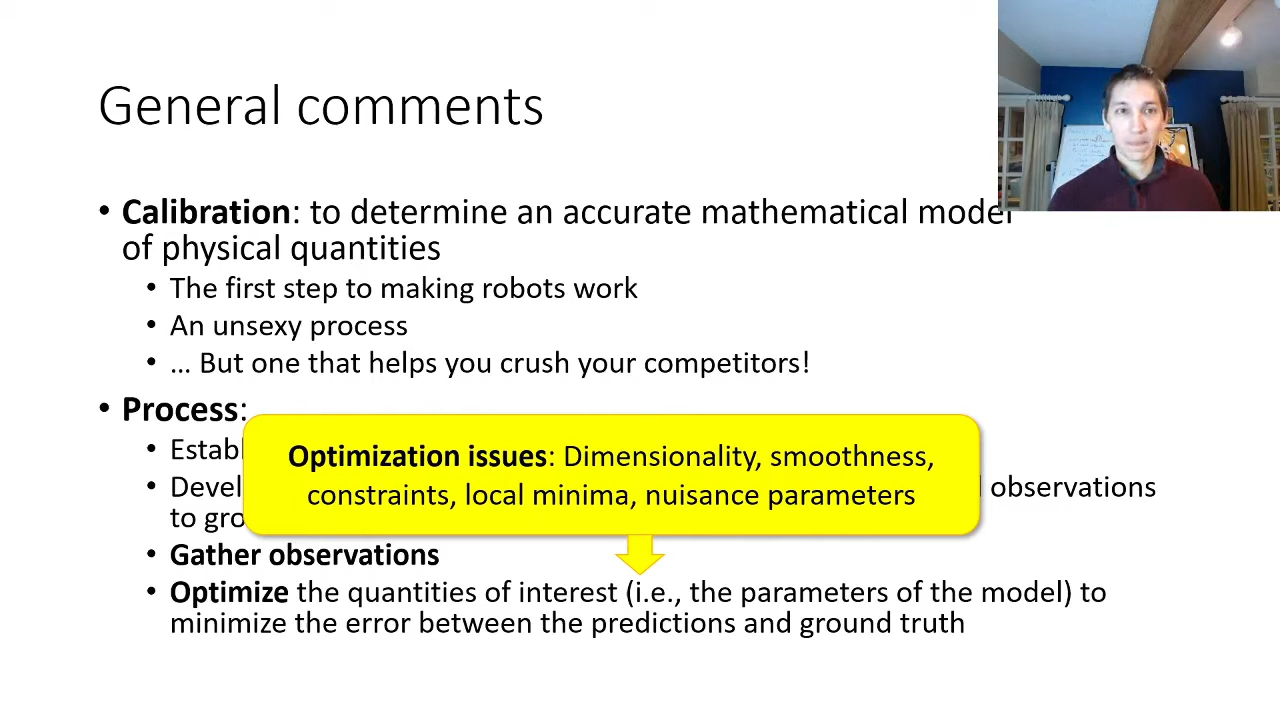 General comments
• Calibration: to determine an accurate mathematical model
of physical quantities
• The first step to making robots work
• An unsexy process
• … But one that helps you crush your competitors!
• Process:
• Establ
Optimization issues: Dimensionality, smoothness,
constraints, local minima, nuisance parameters
• Devel observations
to gro
• Gather observations
• Optimize the quantities of interest (i.e., the parameters of the model) to
minimize the error between the predictions and ground truth